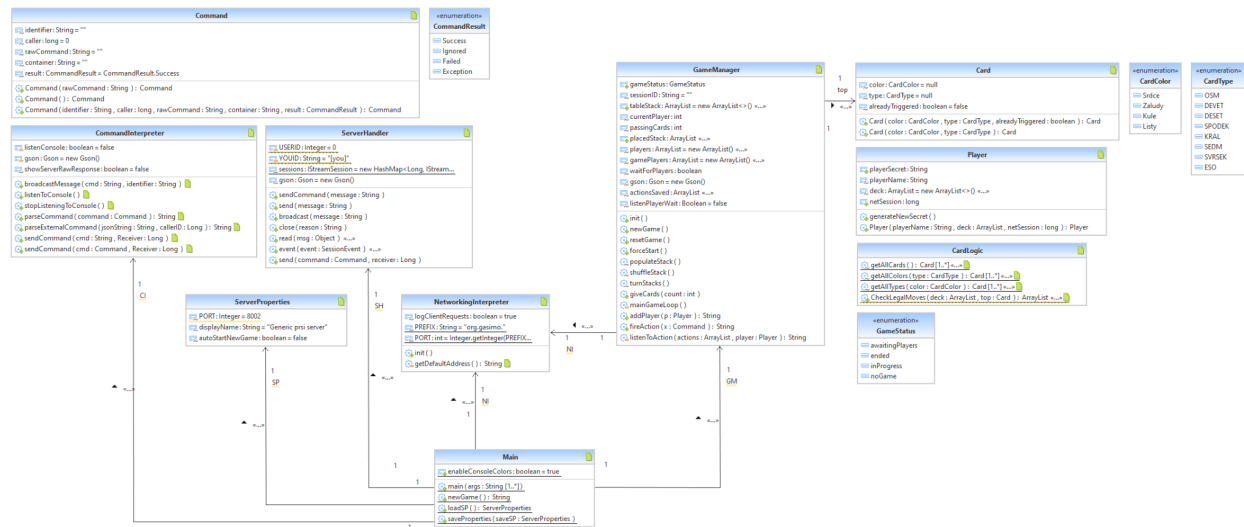 Command
identifier : String = ""
caller : long = 0
rawCommand : String = ""
container : String = ""
result : CommandResult = CommandResult.Success
Command ( rawCommand : String ) : Command
Command ( ) : Command
Command ( identifier : String , caller : long , rawCommand : String , container : String , result : CommandResult ) : Command
«enumeration»
CommandResult
Success
Ignored
Failed
Exception
CommandInterpreter
listenConsole : boolean = false
gson : Gson = new Gson()
showServerRawResponse : boolean = false
broadcastMessage ( cmd : String , identifier : String )
listenToConsole ( )
stopListeningToConsole ( )
parseCommand ( command : Command ) : String
parseExternalCommand ( jsonString : String , callerID : Long ) : String
sendCommand ( cmd : String , Receiver : Long )
sendCommand ( cmd : Command , Receiver : Long )
ServerHandler
USERID : Integer = 0
YOUID : String = "[you]"
sessions : IStreamSession = new HashMap<Long, IStream...
gson : Gson = new Gson()
sendCommand ( message : String )
send ( message : String )
broadcast ( message : String )
close ( reason : String )
read ( msg : Object ) «...»
event ( event : SessionEvent ) «...»
send ( command : Command , receiver : Long )
GameManager
gameStatus : GameStatus
sessionID : String = ""
tableStack : ArrayList = new ArrayList<>() «...»
currentPlayer : int
passingCards : int
placedStack : ArrayList «...»
players : ArrayList = new ArrayList() «...»
gamePlayers : ArrayList = new ArrayList() «...»
waitForPlayers : boolean
gson : Gson = new Gson()
actionsSaved : ArrayList «...»
listenPlayerWait : Boolean = false
init ( )
newGame ( )
resetGame ( )
forceStart ( )
populateStack ( )
shuffleStack ( )
turnStacks ( )
giveCards ( count : int )
mainGameLoop ( )
addPlayer ( p : Player ) : String
fireAction ( x : Command ) : String
listenToAction ( actions : ArrayList , player : Player ) : String
1
top
«...»
1
Card
color : CardColor = null
type : CardType = null
alreadyTriggered : boolean = false
Card ( color : CardColor , type : CardType , alreadyTriggered : boolean ) : Card
Card ( color : CardColor , type : CardType ) : Card
«enumeration»
CardColor
Srdce
Zaludy
Kule
Listy
«enumeration»
CardType
OSM
DEVET
DESET
SPODEK
KRAL
SEDM
SVRSEK
ESO
Player
playerSecret : String
playerName : String
deck : ArrayList = new ArrayList<>() «...»
netSession : long
generateNewSecret ( )
Player ( playerName : String , deck : ArrayList , netSession : long ) : Player
CardLogic
getAllCards ( ) : Card [1..*] «...»
getAllColors ( type : CardType ) : Card [1..*] «...»
getAllTypes ( color : CardColor ) : Card [1..*] «...»
CheckLegalMoves ( deck : ArrayList , top : Card ) : ArrayList «...»
«enumeration»
GameStatus
awaitingPlayers
ended
inProgress
noGame
ServerProperties
PORT : Integer = 8002
displayName : String = "Generic prsi server"
autoStartNewGame : boolean = false
NetworkingInterpreter
logClientRequests : boolean = true
PREFIX : String = "org.gasimo."
PORT : int = Integer.getInteger(PREFIX...
init ( )
getDefaultAddress ( ) : String
1
CI
«...»
1
SP
«...»
1
SH
«...»
1
NI
«...»
1
«...»
1
NI
1
1
GM
«...»
1
1
1
1
Main
enableConsoleColors : boolean = true
main ( args : String [1..*] )
newGame ( ) : String
loadSP ( ) : ServerProperties
saveProperties ( saveSP : ServerProperties )